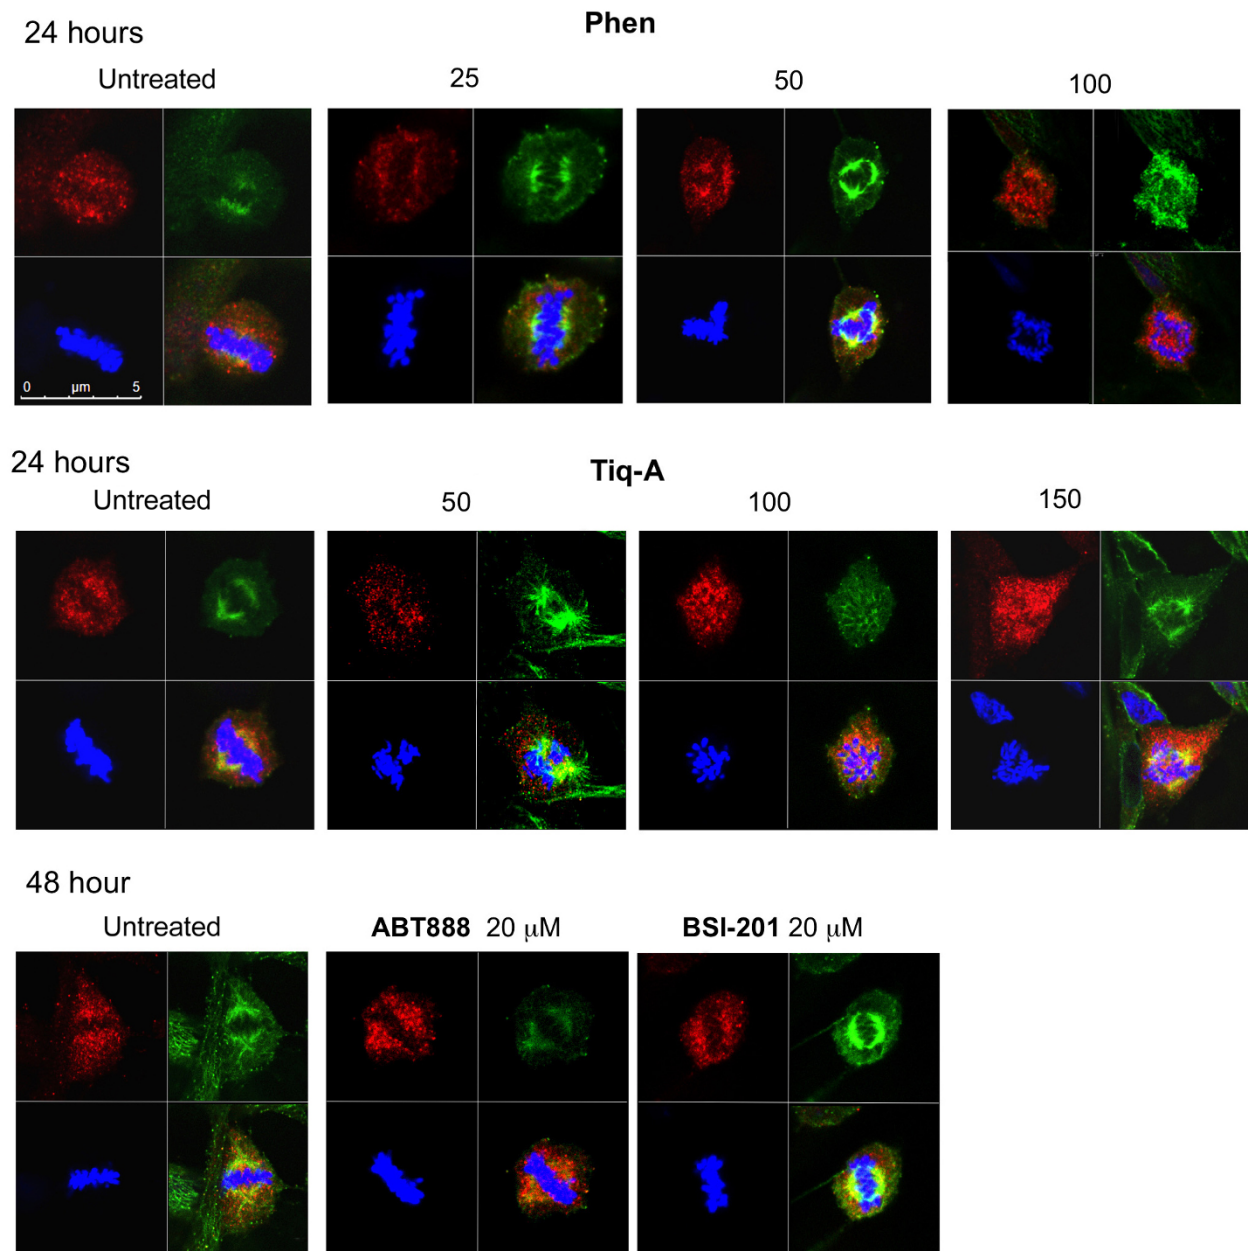 24 hours
Phen
Untreated
25
50
100
0 µm 5
24 hours
Tiq-A
Untreated
50
100
150
48 hour
Untreated
ABT888 20 µM
BSI-201 20 µM